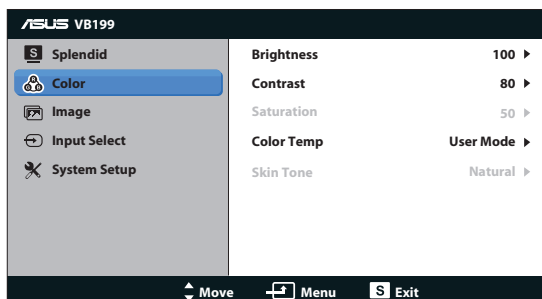 ASUS VB199
S Splendid
Color
Image
Input Select
System Setup
Brightness 100
Contrast 80
Saturation 50
Color Temp User Mode
Skin Tone Natural
Move Menu S Exit